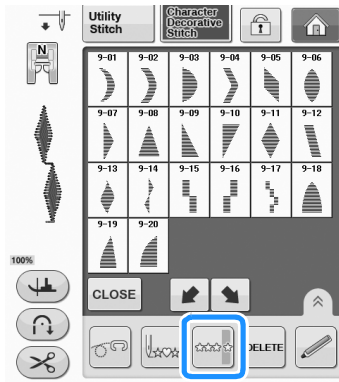 Utility
Stitch
Character
Decorative
Stitch
N
9-01 9-02 9-03 9-04 9-05 9-06
9-07 9-08 9-09 9-10 9-11 9-12
9-13 9-14 9-15 9-16 9-17 9-18
9-19 9-20
100%
CLOSE
DELETE